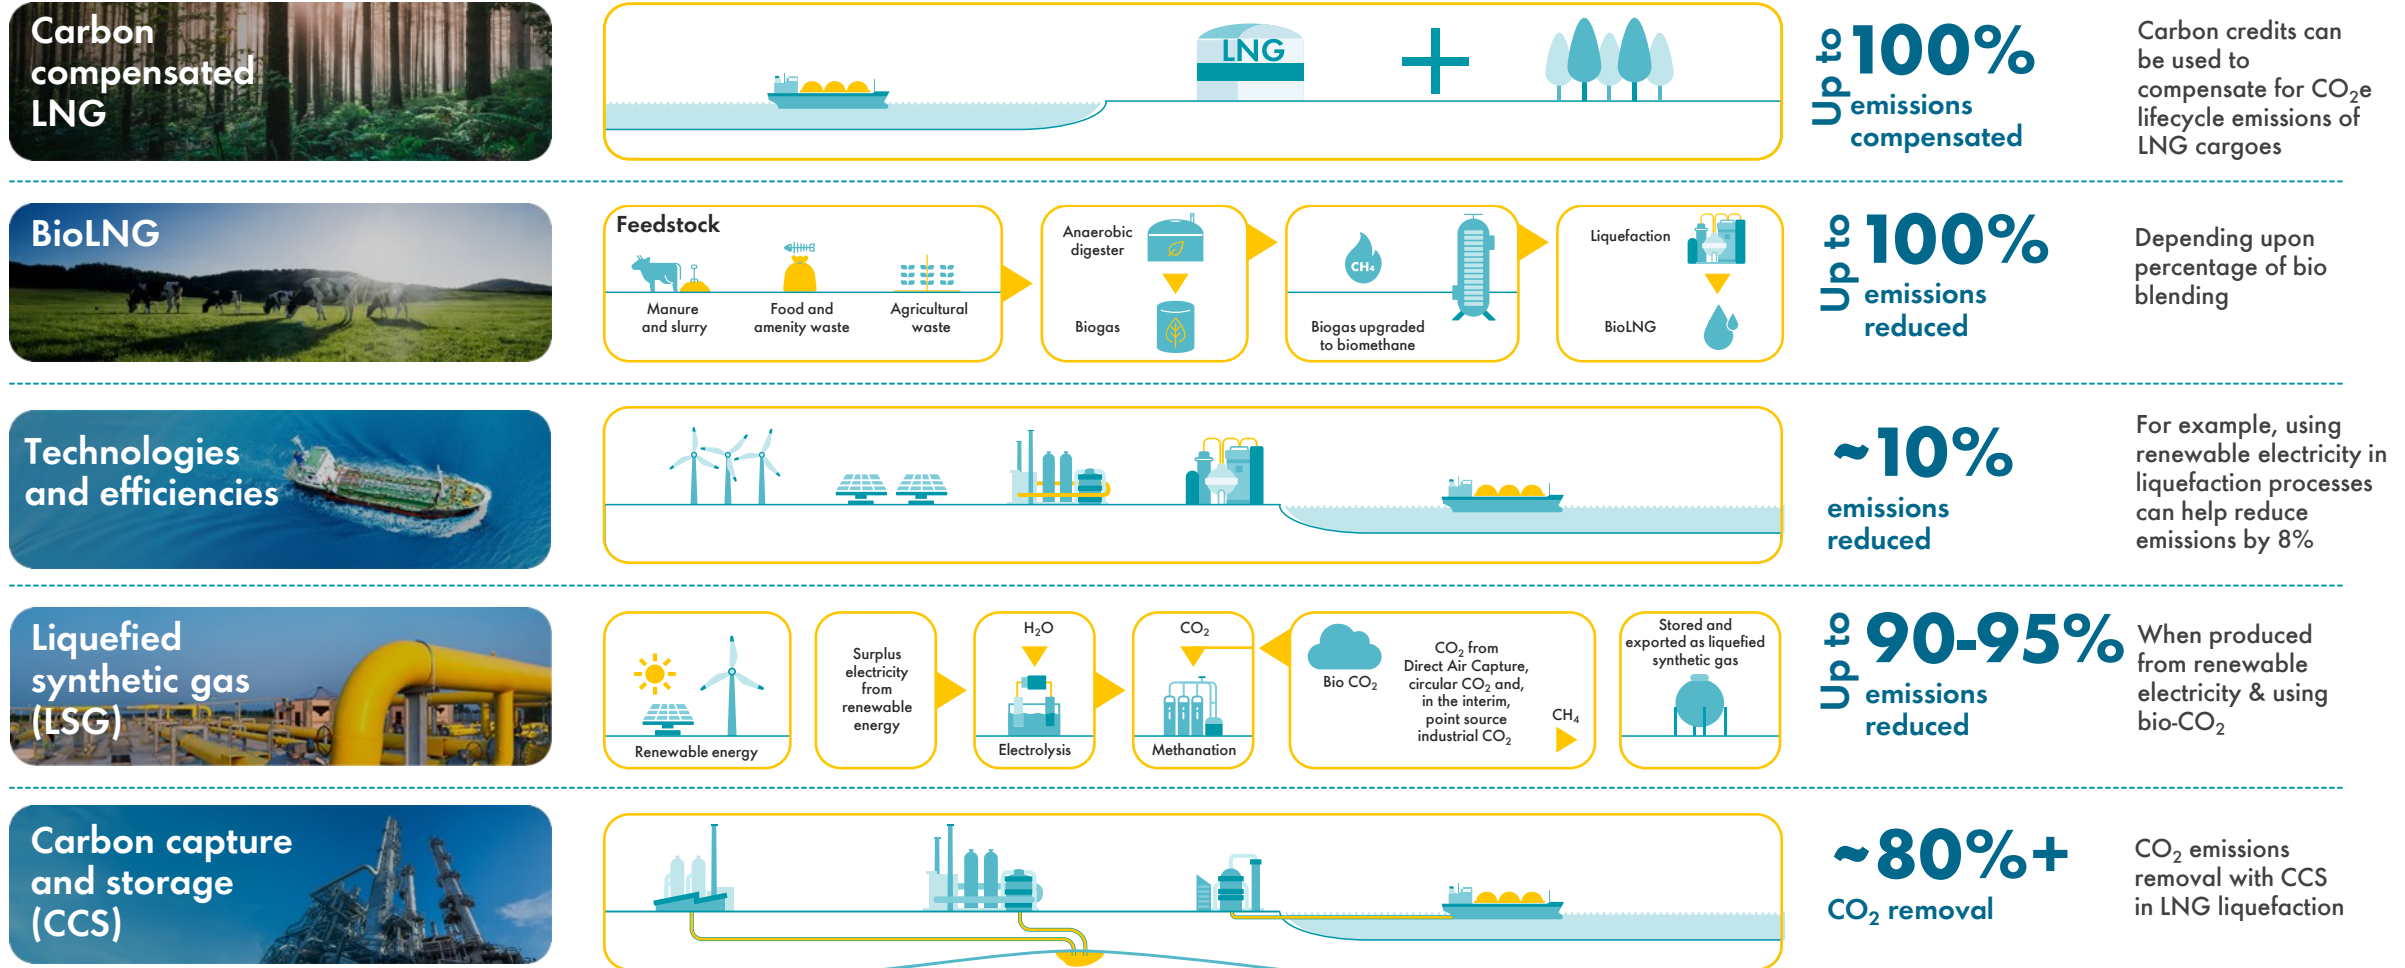 Carbon
compensated
LNG
LNG
Up to
100%
emissions
compensated
Carbon credits can
be used to
compensate for CO₂e
lifecycle emissions of
LNG cargoes
BioLNG
Feedstock
Manure
and slurry
Food and
amenity waste
Agricultural
waste
Anaerobic
digester
Biogas
CH₄
Biogas upgraded
to biomethane
Liquefaction
BioLNG
Up to
100%
emissions
reduced
Depending upon
percentage of bio
blending
Technologies
and efficiencies
~10%
emissions
reduced
For example, using
renewable electricity in
liquefaction processes
can help reduce
emissions by 8%
Liquefied
synthetic gas
(LSG)
Renewable energy
Surplus
electricity
from
renewable
energy
H₂O
Electrolysis
CO₂
Methanation
Bio CO₂
CO₂ from
Direct Air Capture,
circular CO₂ and,
in the interim,
point source
industrial CO₂
CH₄
Stored and
exported as liquefied
synthetic gas
Up to
90-95%
emissions
reduced
When produced
from renewable
electricity & using
bio-CO₂
Carbon capture
and storage
(CCS)
~80%+
CO₂ removal
CO₂ emissions
removal with CCS
in LNG liquefaction